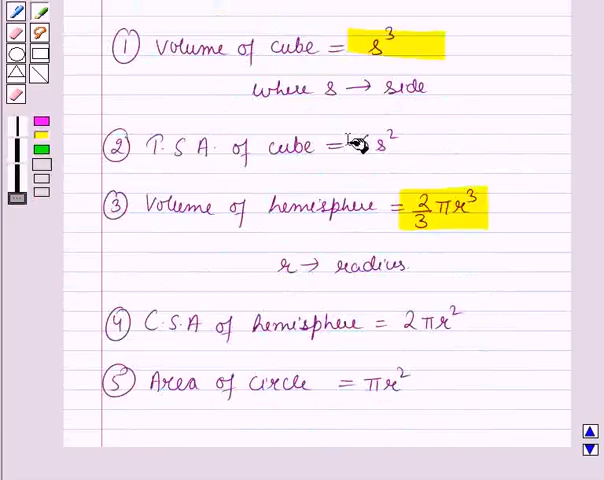 ① Volume of cube = s³
where s → side
② T.S.A. of cube = s²
③ Volume of hemisphere = 2/3 πr³
r → radius.
④ C.S.A of hemisphere = 2πr²
⑤ Area of circle = πr²